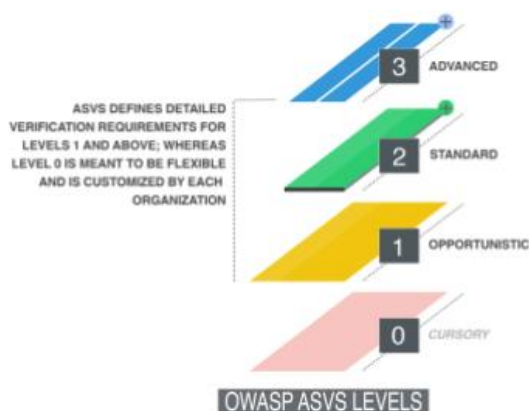 3
ADVANCED
ASVS DEFINES DETAILED
VERIFICATION REQUIREMENTS FOR
LEVELS 1 AND ABOVE; WHEREAS
LEVEL 0 IS MEANT TO BE FLEXIBLE
AND IS CUSTOMIZED BY EACH
ORGANIZATION
2
STANDARD
1
OPPORTUNISTIC
0
CURSORY
OWASP ASVS LEVELS